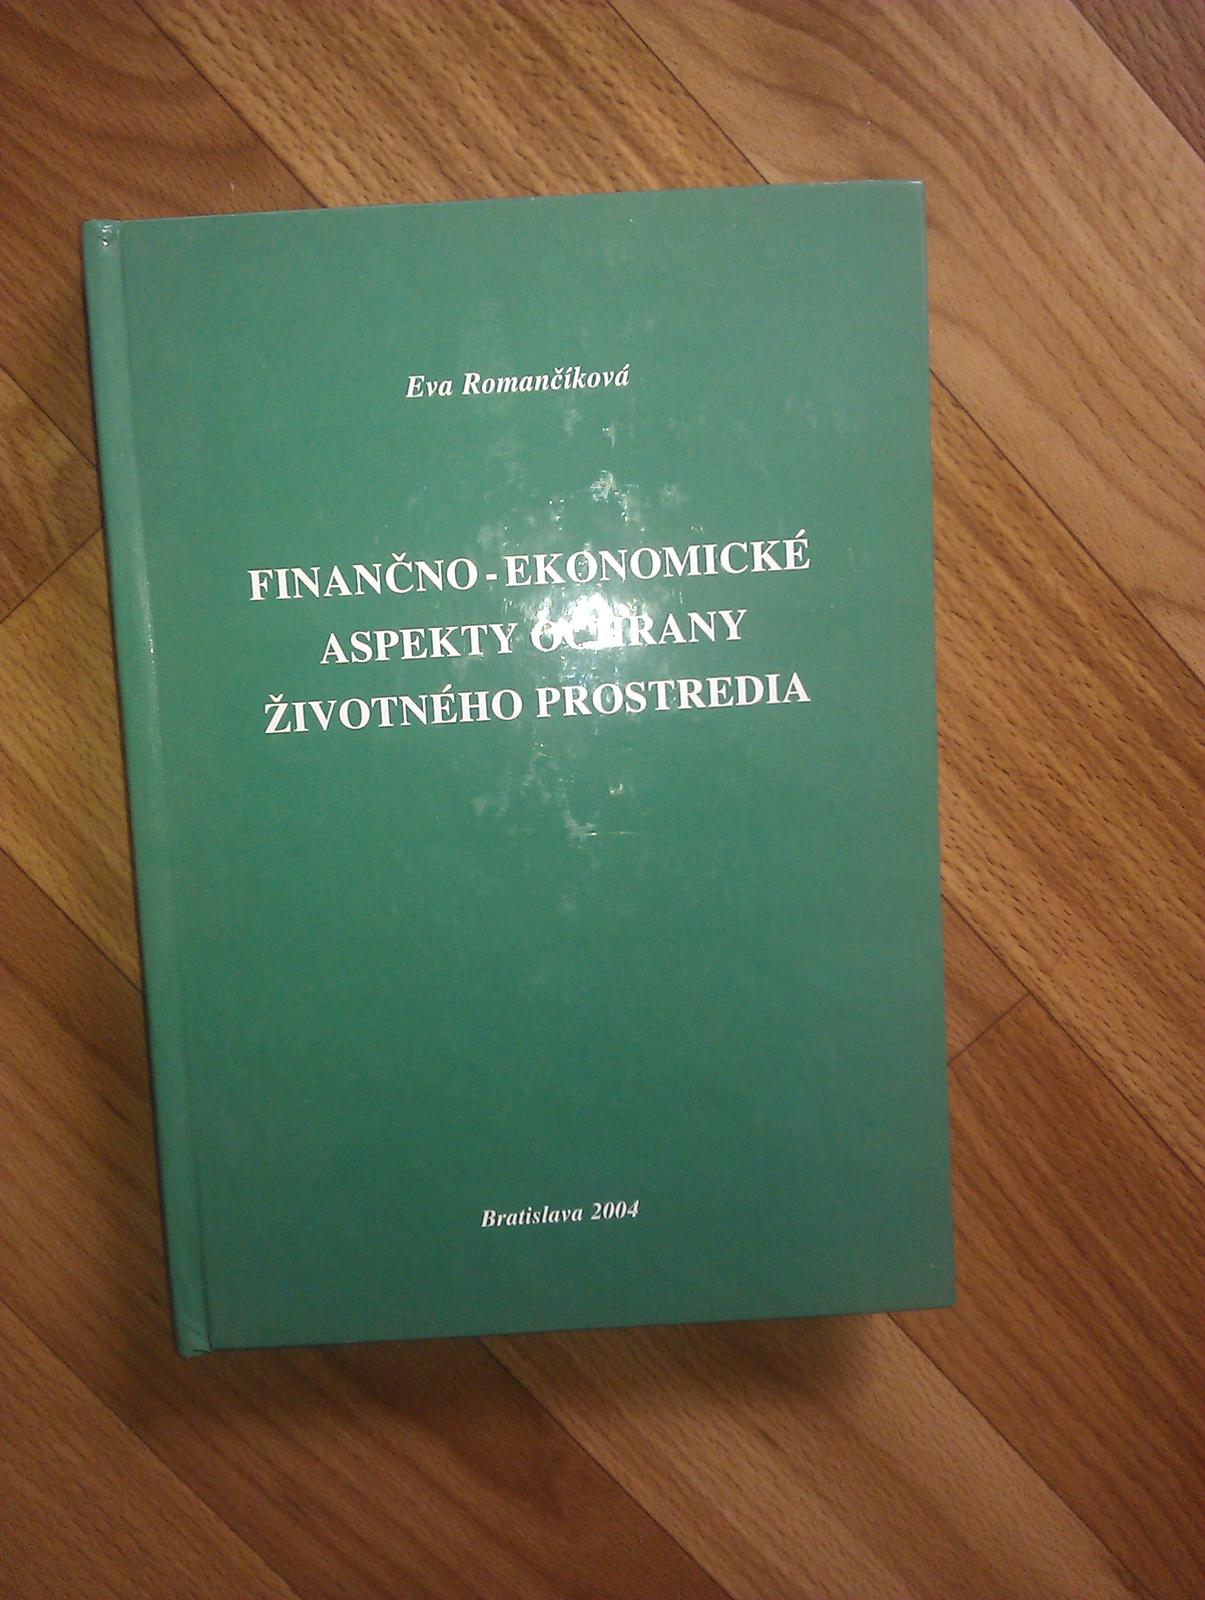 Eva Romančíková
FINANČNO - EKONOMICKÉ
ASPEKTY OCHRANY
ŽIVOTNÉHO PROSTREDIA
Bratislava 2004